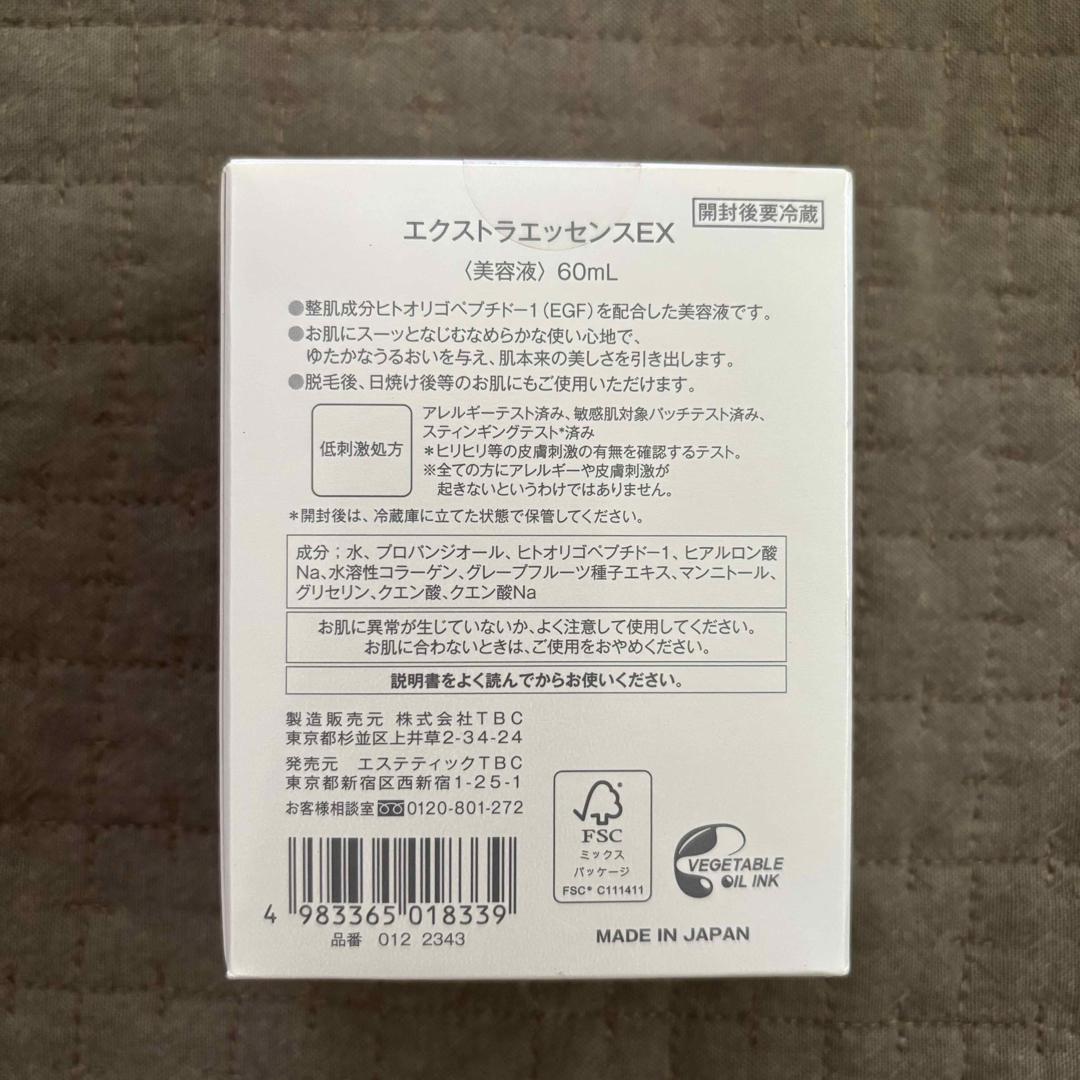 エクストラエッセンスEX
開封後要冷蔵
〈美容液〉60mL
●整肌成分ヒトオリゴペプチド-1(EGF)を配合した美容液です。
●お肌にスーッとなじむなめらかな使い心地で、
ゆたかなうるおいを与え、肌本来の美しさを引き出します。
●脱毛後、日焼け後等のお肌にもご使用いただけます。
低刺激処方
アレルギーテスト済み、敏感肌対象パッチテスト済み、
スティンギングテスト*済み
*ヒリヒリ等の皮膚刺激の有無を確認するテスト。
※全ての方にアレルギーや皮膚刺激が
起きないというわけではありません。
*開封後は、冷蔵庫に立てた状態で保管してください。
成分;水、プロパンジオール、ヒトオリゴペプチド-1、ヒアルロン酸
Na、水溶性コラーゲン、グレープフルーツ種子エキス、マンニトール、
グリセリン、クエン酸、クエン酸Na
お肌に異常が生じていないか、よく注意して使用してください。
お肌に合わないときは、ご使用をおやめください。
説明書をよく読んでからお使いください。
製造販売元 株式会社TBC
東京都杉並区上井草2-34-24
発売元 エステティックTBC
東京都新宿区西新宿1-25-1
お客様相談室 0120-801-272
4 983365 018339
品番 012 2343
FSC
ミックス
パッケージ
FSC® C111411
VEGETABLE
OIL INK
MADE IN JAPAN